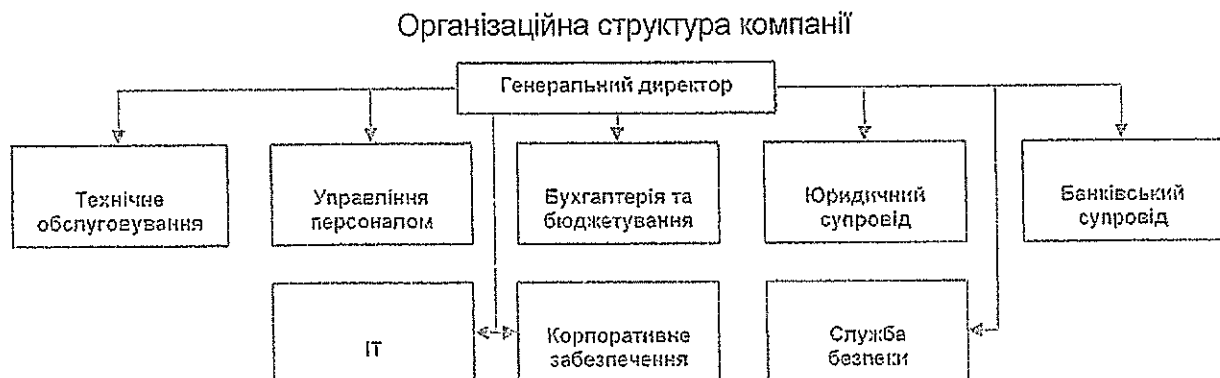 Організаційна структура компанії
Генеральний директор
Технічне
обслуговування
Управління
персоналом
Бухгалтерія та
бюджетування
Юридичний
супровід
Банківський
супровід
ІТ
Корпоративне
забезпечення
Служба
безпеки